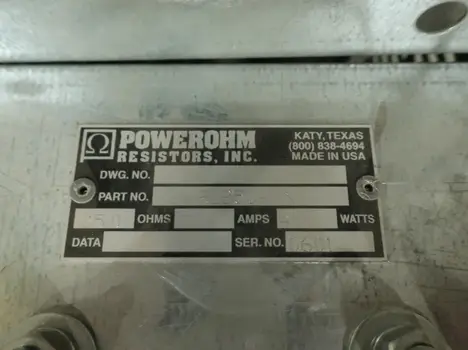 Ω POWEROHM
RESISTORS, INC.
KATY, TEXAS
(800) 838-4694
MADE IN USA
DWG. NO.
PART NO.
OHMS AMPS WATTS
DATA SER. NO.